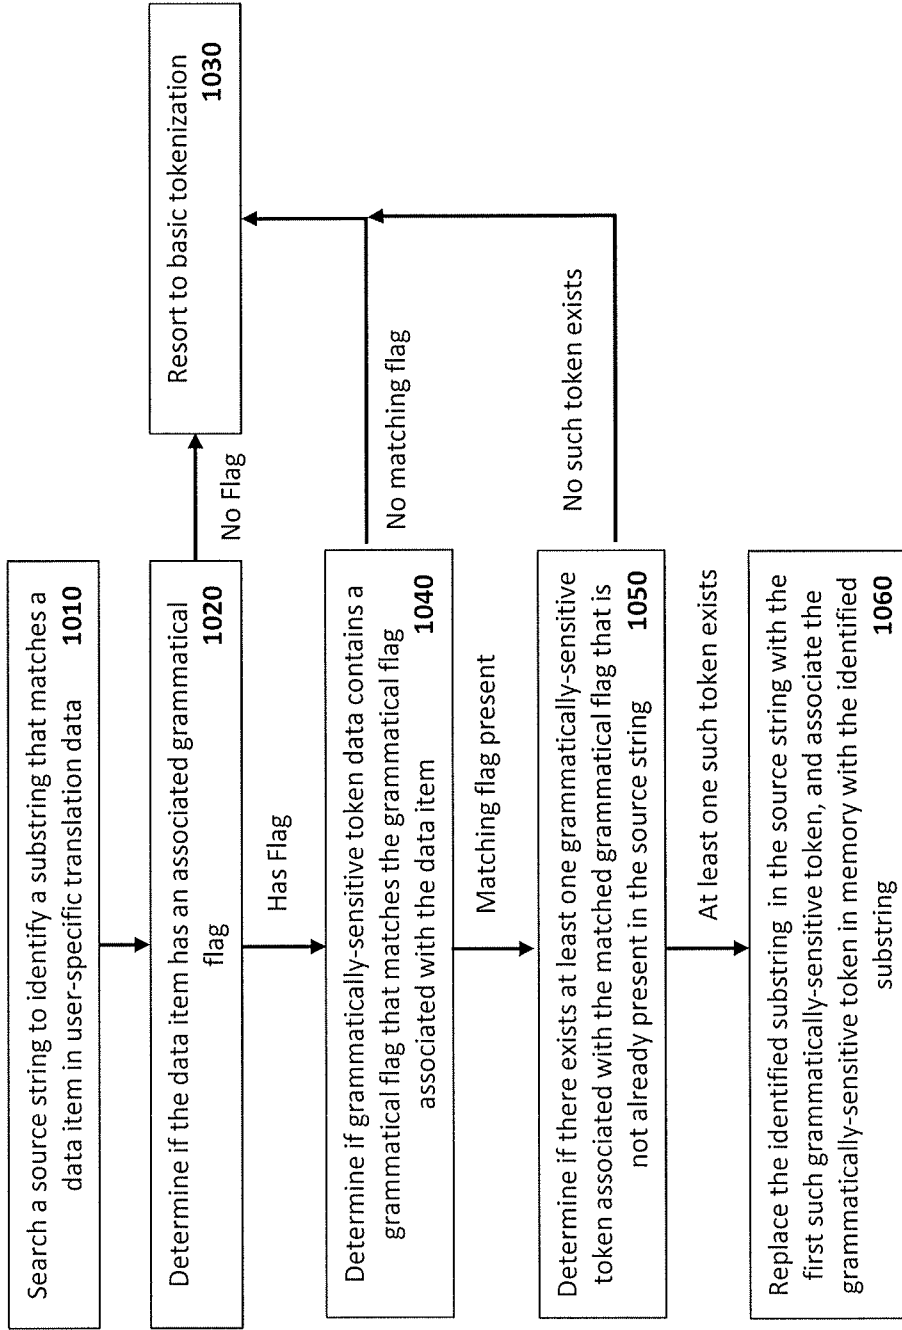 Search a source string to identify a substring that matches a
data item in user-specific translation data 1010
Determine if the data item has an associated grammatical
flag 1020
No Flag
Resort to basic tokenization
1030
Has Flag
Determine if grammatically-sensitive token data contains a
grammatical flag that matches the grammatical flag
associated with the data item 1040
No matching flag
Matching flag present
Determine if there exists at least one grammatically-sensitive
token associated with the matched grammatical flag that is
not already present in the source string 1050
No such token exists
At least one such token exists
Replace the identified substring in the source string with the
first such grammatically-sensitive token, and associate the
grammatically-sensitive token in memory with the identified
substring 1060